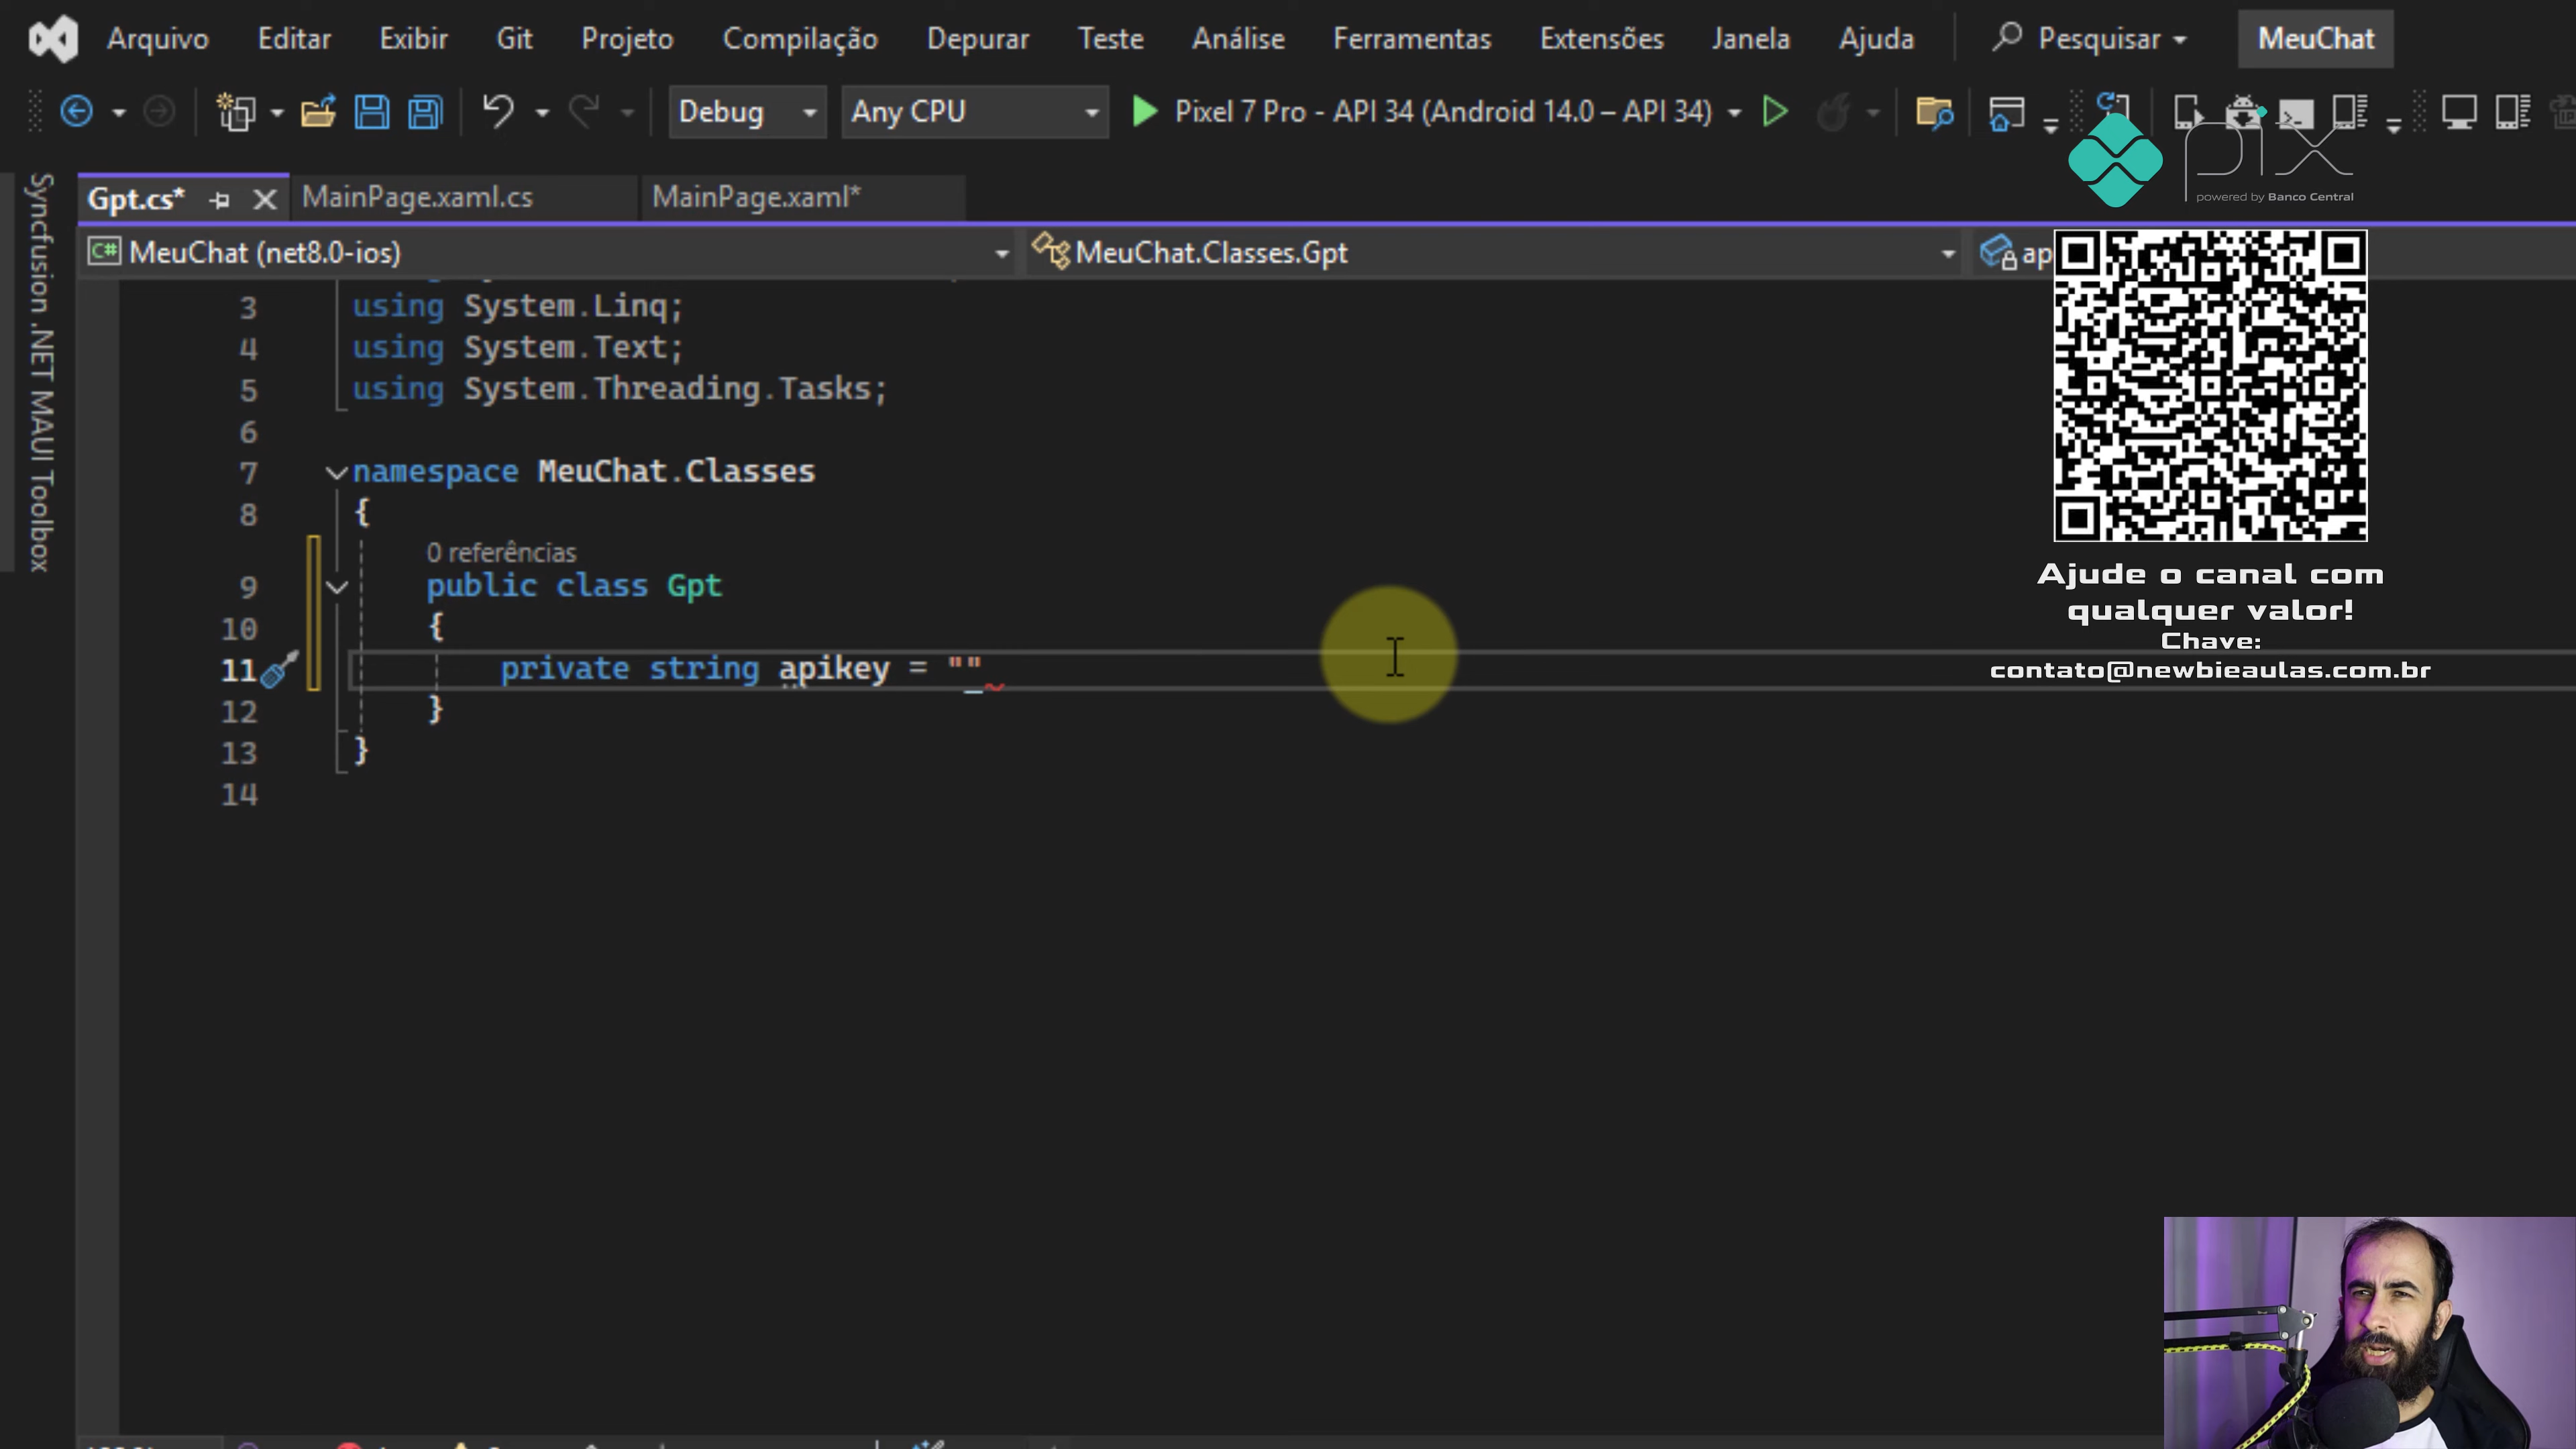 Arquivo Editar Exibir Git Projeto Compilação Depurar Teste Análise Ferramentas Extensões Janela Ajuda Pesquisar MeuChat
Debug Any CPU Pixel 7 Pro - API 34 (Android 14.0 – API 34)
pix
powered by Banco Central
Syncfusion .NET MAUI Toolbox
Gpt.cs* MainPage.xaml.cs MainPage.xaml*
C# MeuChat (net8.0-ios) MeuChat.Classes.Gpt ap
3 using System.Linq;
4 using System.Text;
5 using System.Threading.Tasks;
6
7 namespace MeuChat.Classes
8 {
0 referências
9 public class Gpt
10 {
11 private string apikey = ""
12 }
13 }
14
Ajude o canal com
qualquer valor!
Chave:
contato@newbieaulas.com.br